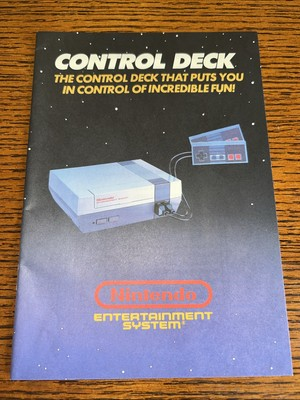 CONTROL DECK
THE CONTROL DECK THAT PUTS YOU
IN CONTROL OF INCREDIBLE FUN!
Nintendo
ENTERTAINMENT
SYSTEM®